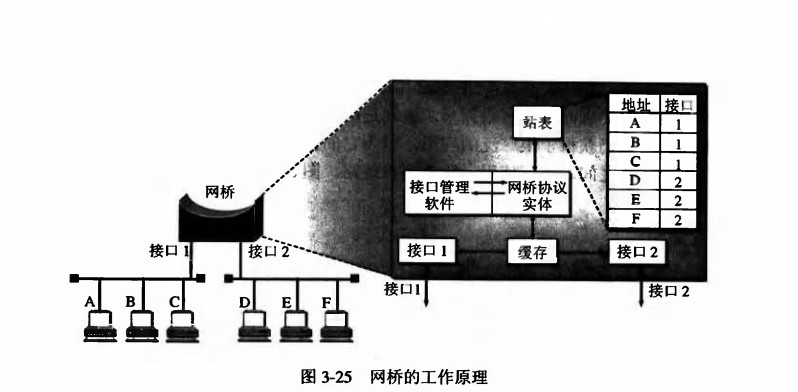 网桥
接口 1
接口 2
A
B
C
D
E
F
站表
地址 接口
A 1
B 1
C 1
D 2
E 2
F 2
接口管理
软件
网桥协议
实体
接口 1
缓存
接口 2
接口1
接口 2
图 3-25 网桥的工作原理